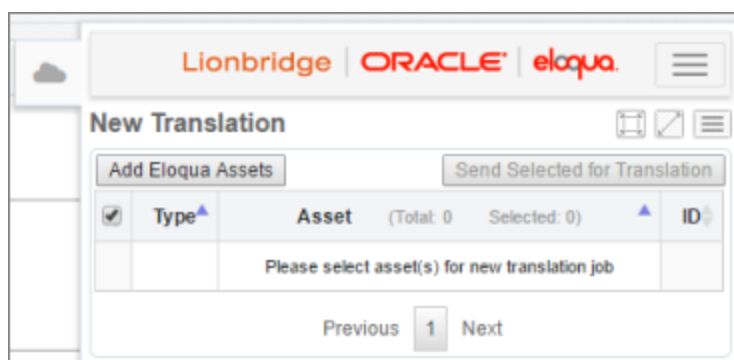 Lionbridge | ORACLE | eloqua.
New Translation
Add Eloqua Assets Send Selected for Translation
Type Asset (Total: 0 Selected: 0) ID
Please select asset(s) for new translation job
Previous 1 Next